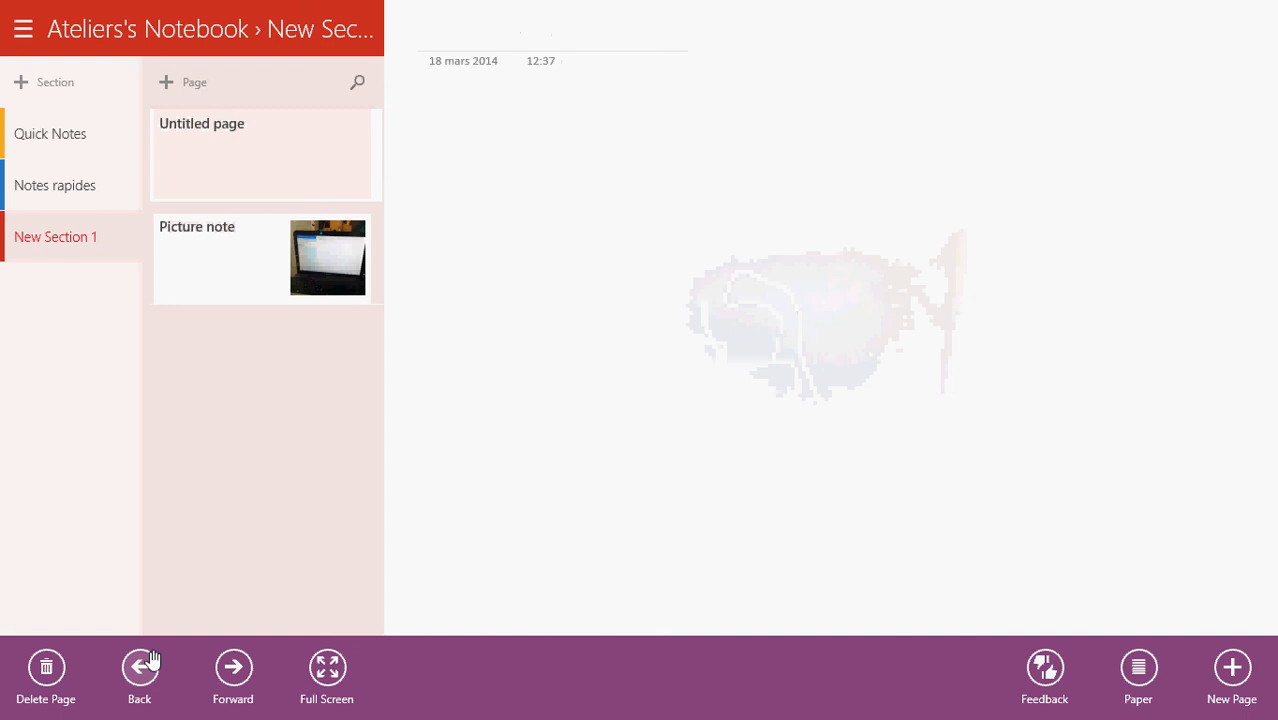 Ateliers's Notebook › New Sec...
Section
Page
Quick Notes
Notes rapides
New Section 1
Untitled page
Picture note
18 mars 2014 12:37
Delete Page
Back
Forward
Full Screen
Feedback
Paper
New Page